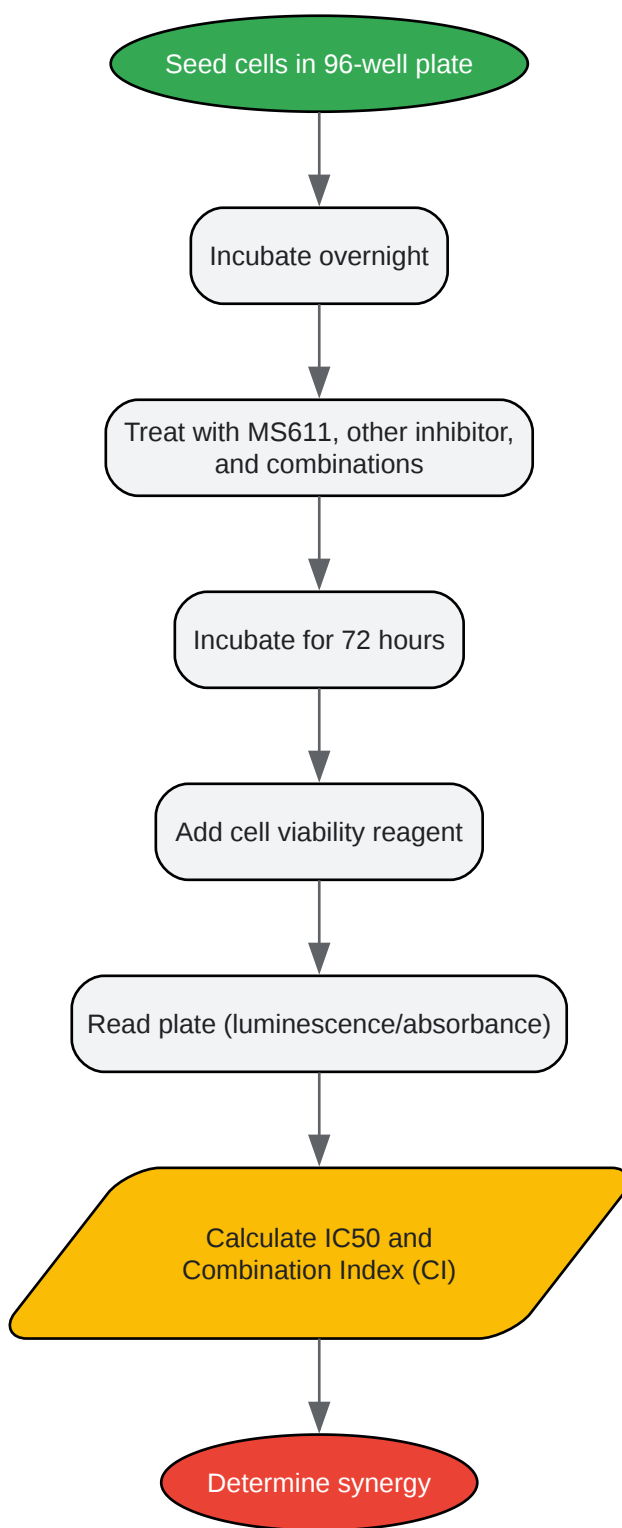 Seed cells in 96-well plate
Incubate overnight
Treat with MS611, other inhibitor,
and combinations
Incubate for 72 hours
Add cell viability reagent
Read plate (luminescence/absorbance)
Calculate IC50 and
Combination Index (CI)
Determine synergy